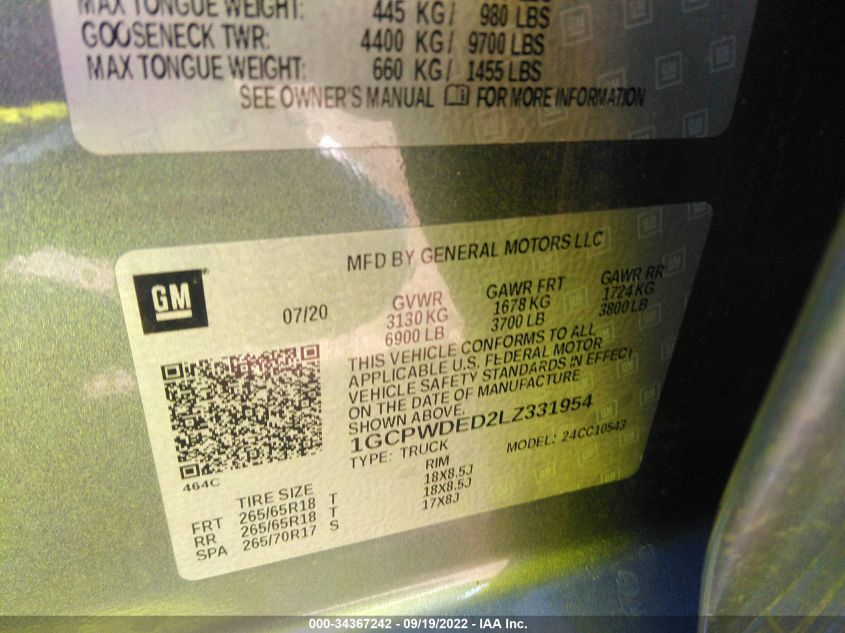 MAX TONGUE WEIGHT: 445 KG/ 980 LBS
GOOSENECK TWR: 4400 KG/ 9700 LBS
MAX TONGUE WEIGHT: 660 KG/ 1455 LBS
SEE OWNER'S MANUAL FOR MORE INFORMATION
MFD BY GENERAL MOTORS LLC
GM
07/20
GVWR GAWR FRT GAWR RR
3130 KG 1678 KG 1724 KG
6900 LB 3700 LB 3800 LB
THIS VEHICLE CONFORMS TO ALL
APPLICABLE U.S. FEDERAL MOTOR
VEHICLE SAFETY STANDARDS IN EFFECT
ON THE DATE OF MANUFACTURE
SHOWN ABOVE.
1GCPWDED2LZ331954
TYPE: TRUCK MODEL: 24CC10543
464C
TIRE SIZE RIM
FRT 265/65R18 T 18X8.5J
RR 265/65R18 T 18X8.5J
SPA 265/70R17 S 17X8J
000-34367242 - 09/19/2022 - IAA Inc.